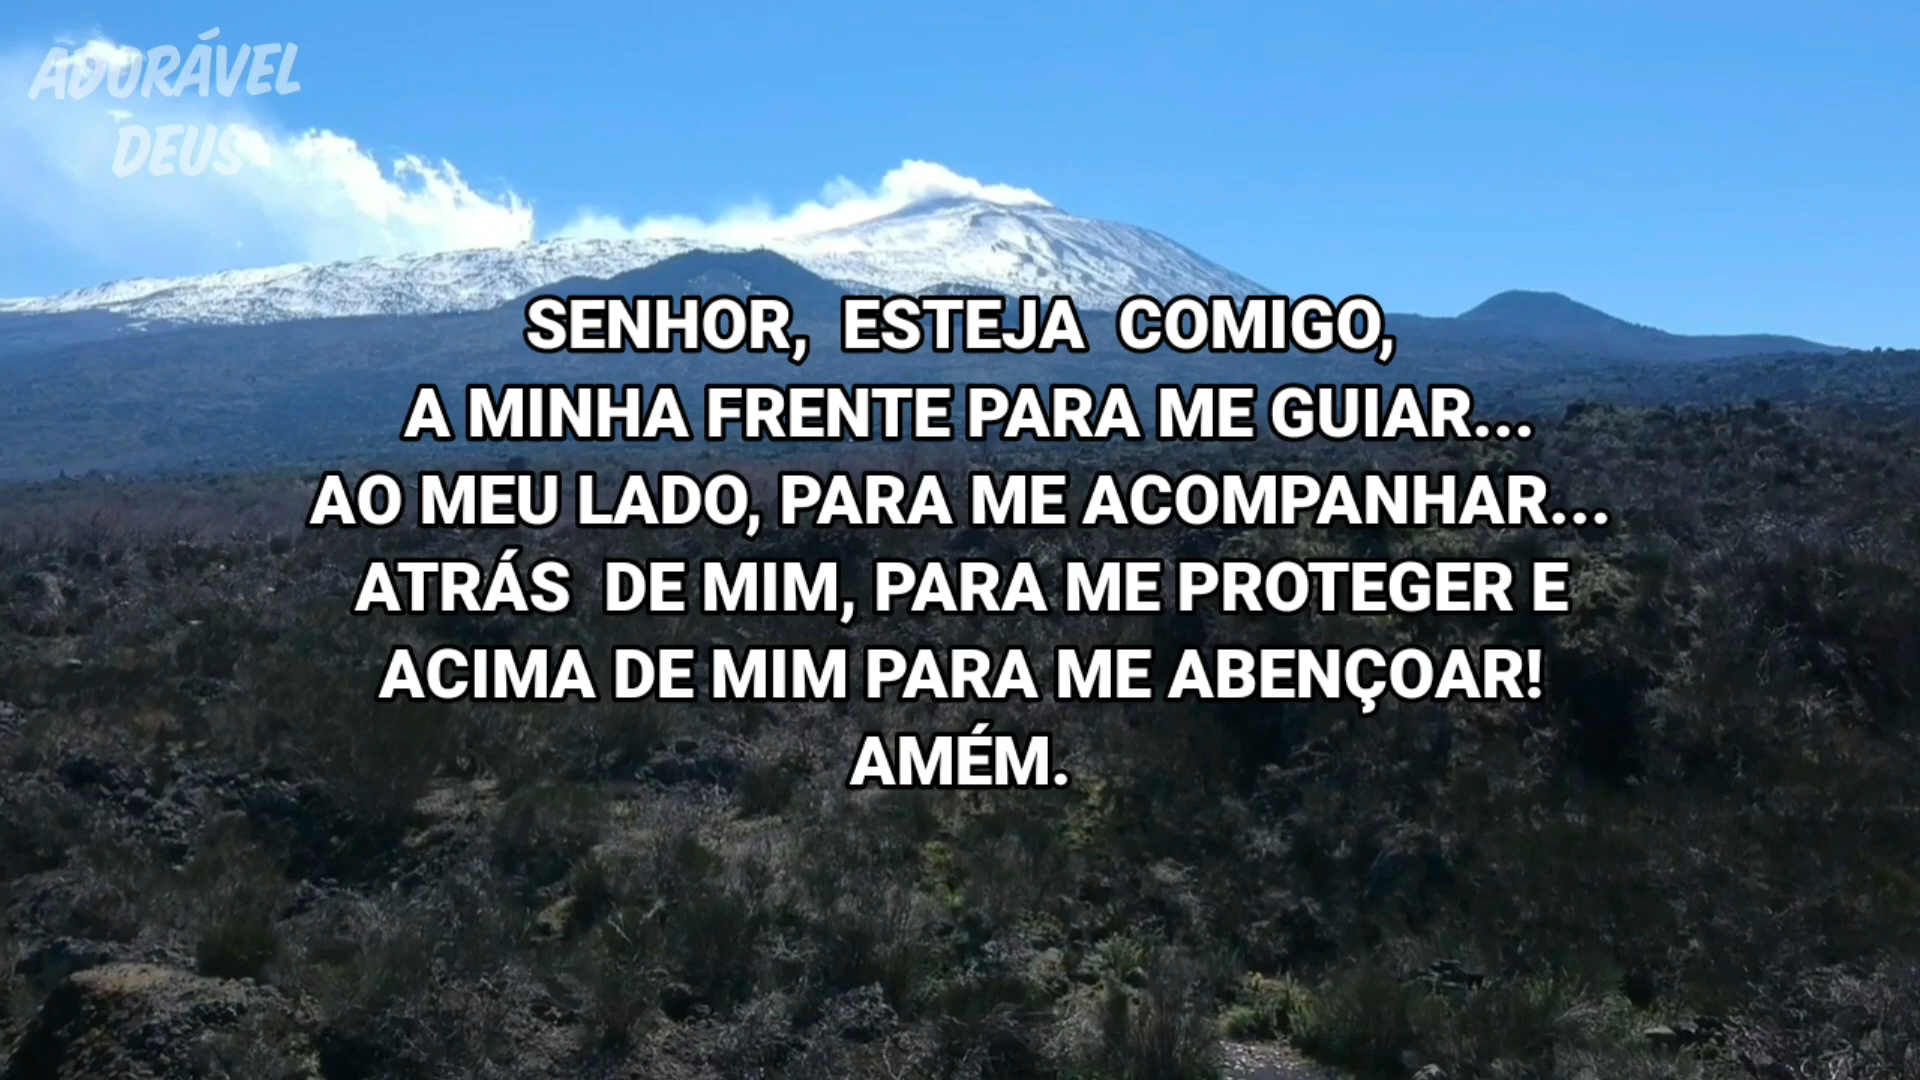 ADORÁVEL
DEUS
SENHOR, ESTEJA COMIGO,
A MINHA FRENTE PARA ME GUIAR...
AO MEU LADO, PARA ME ACOMPANHAR...
ATRÁS DE MIM, PARA ME PROTEGER E
ACIMA DE MIM PARA ME ABENÇOAR!
AMÉM.